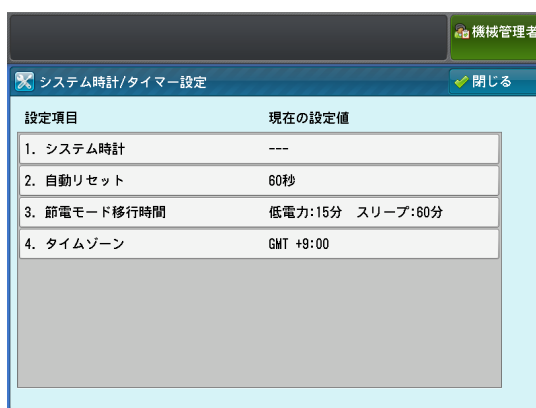 機械管理者
システム時計/タイマー設定 閉じる
設定項目 現在の設定値
1. システム時計 ---
2. 自動リセット 60秒
3. 節電モード移行時間 低電力:15分 スリープ:60分
4. タイムゾーン GMT +9:00